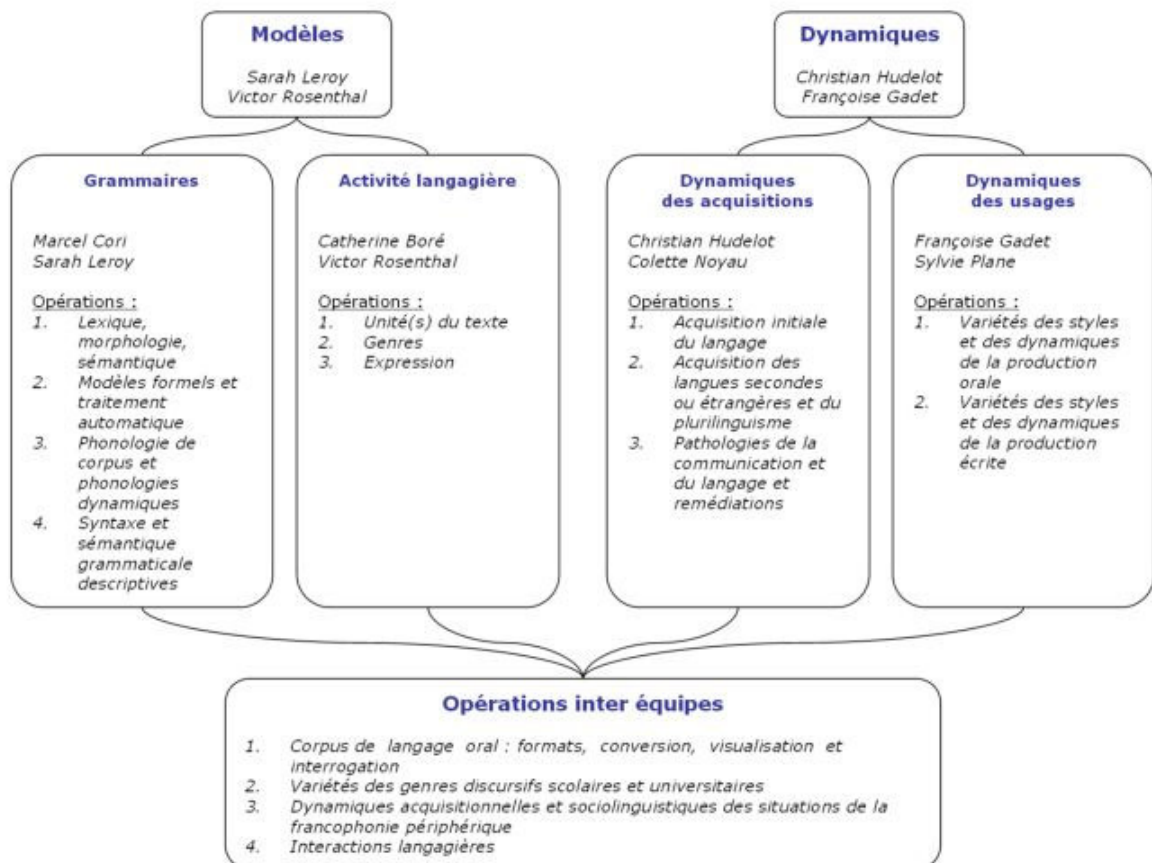 Modèles
Sarah Leroy
Victor Rosenthal
Dynamiques
Christian Hudelot
Françoise Gadet
Grammaires
Marcel Cori
Sarah Leroy
Opérations :
1. Lexique,
morphologie,
sémantique
2. Modèles formels et
traitement
automatique
3. Phonologie de
corpus et
phonologies
dynamiques
4. Syntaxe et
sémantique
grammaticale
descriptives
Activité langagière
Catherine Boré
Victor Rosenthal
Opérations :
1. Unité(s) du texte
2. Genres
3. Expression
Dynamiques
des acquisitions
Christian Hudelot
Colette Noyau
Opérations :
1. Acquisition initiale
du langage
2. Acquisition des
langues secondes
ou étrangères et du
plurilinguisme
3. Pathologies de la
communication et
du langage et
remédiations
Dynamiques
des usages
Françoise Gadet
Sylvie Plane
Opérations :
1. Variétés des styles
et des dynamiques
de la production
orale
2. Variétés des styles
et des dynamiques
de la production
écrite
Opérations inter équipes
1. Corpus de langage oral : formats, conversion, visualisation et
interrogation
2. Variétés des genres discursifs scolaires et universitaires
3. Dynamiques acquisitionnelles et sociolinguistiques des situations de la
francophonie périphérique
4. Interactions langagières